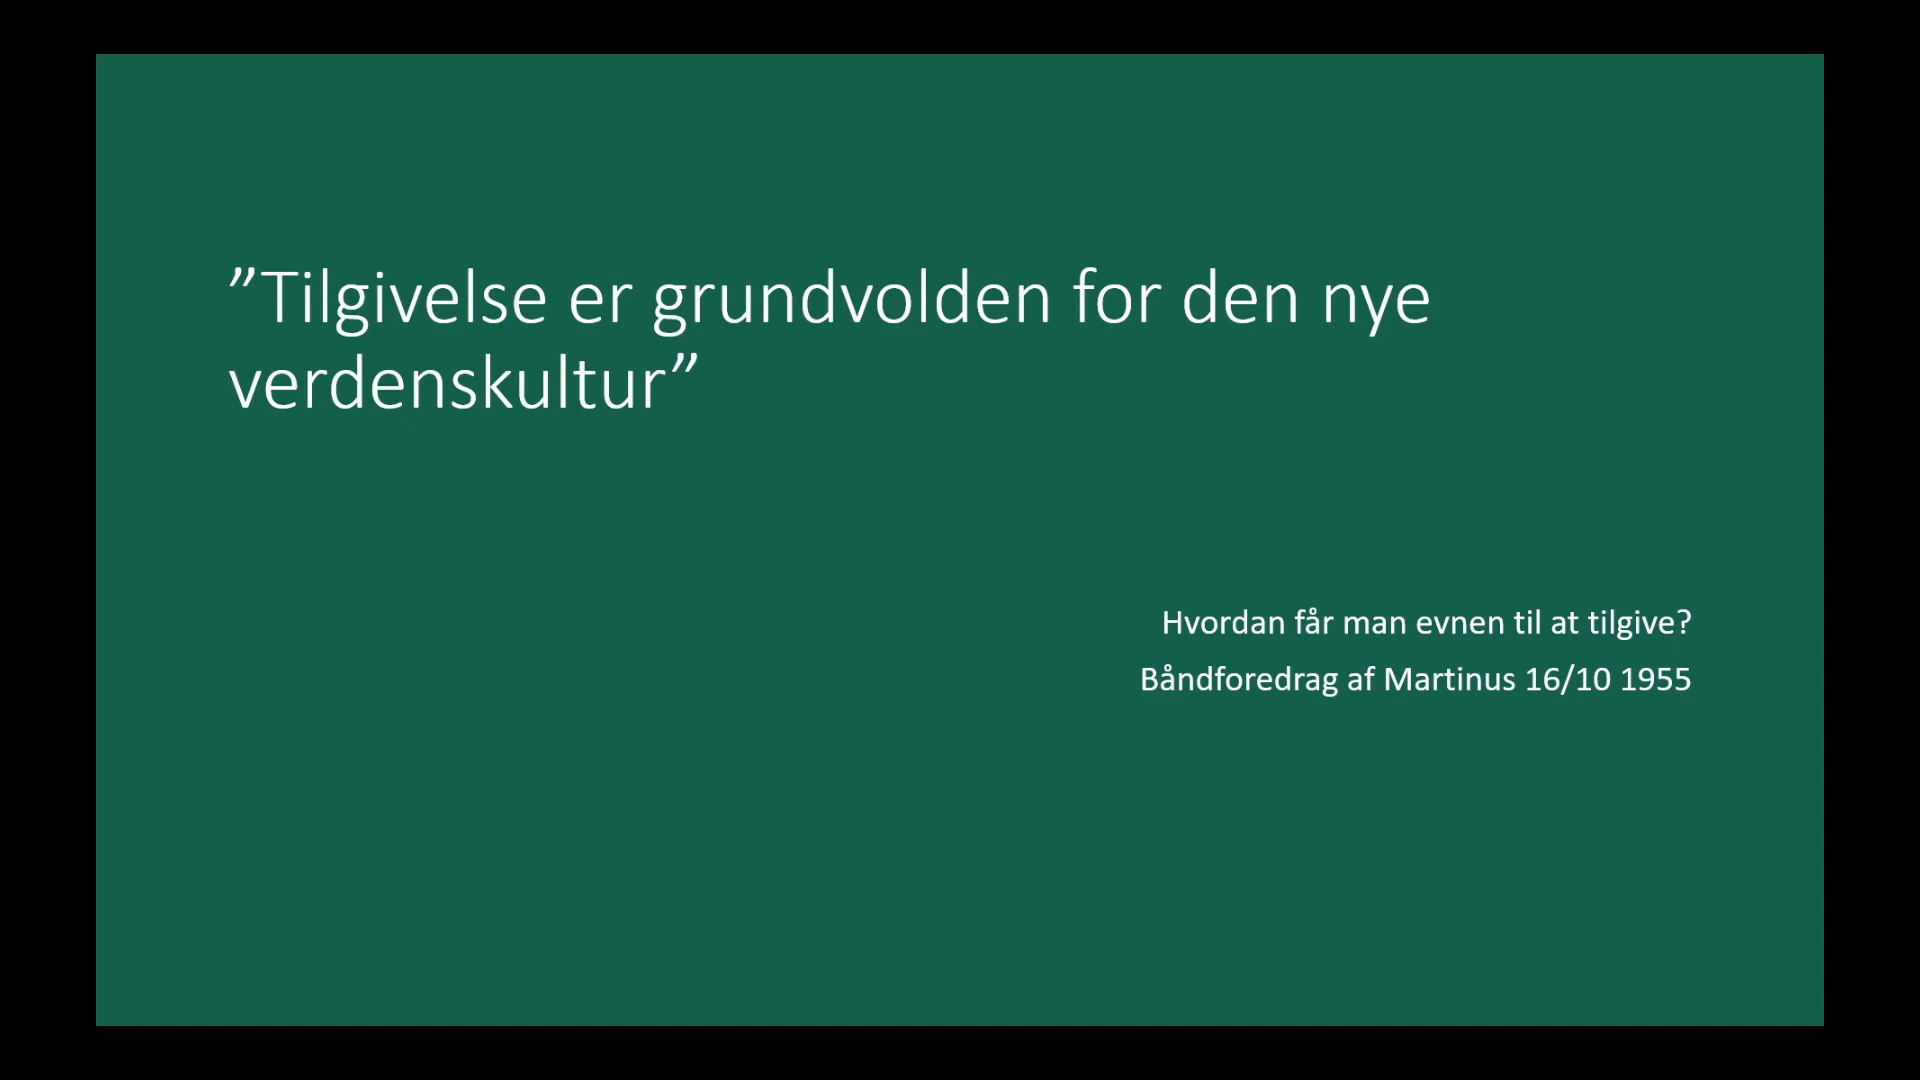 ”Tilgivelse er grundvolden for den nye
verdenskultur”
Hvordan får man evnen til at tilgive?
Båndforedrag af Martinus 16/10 1955